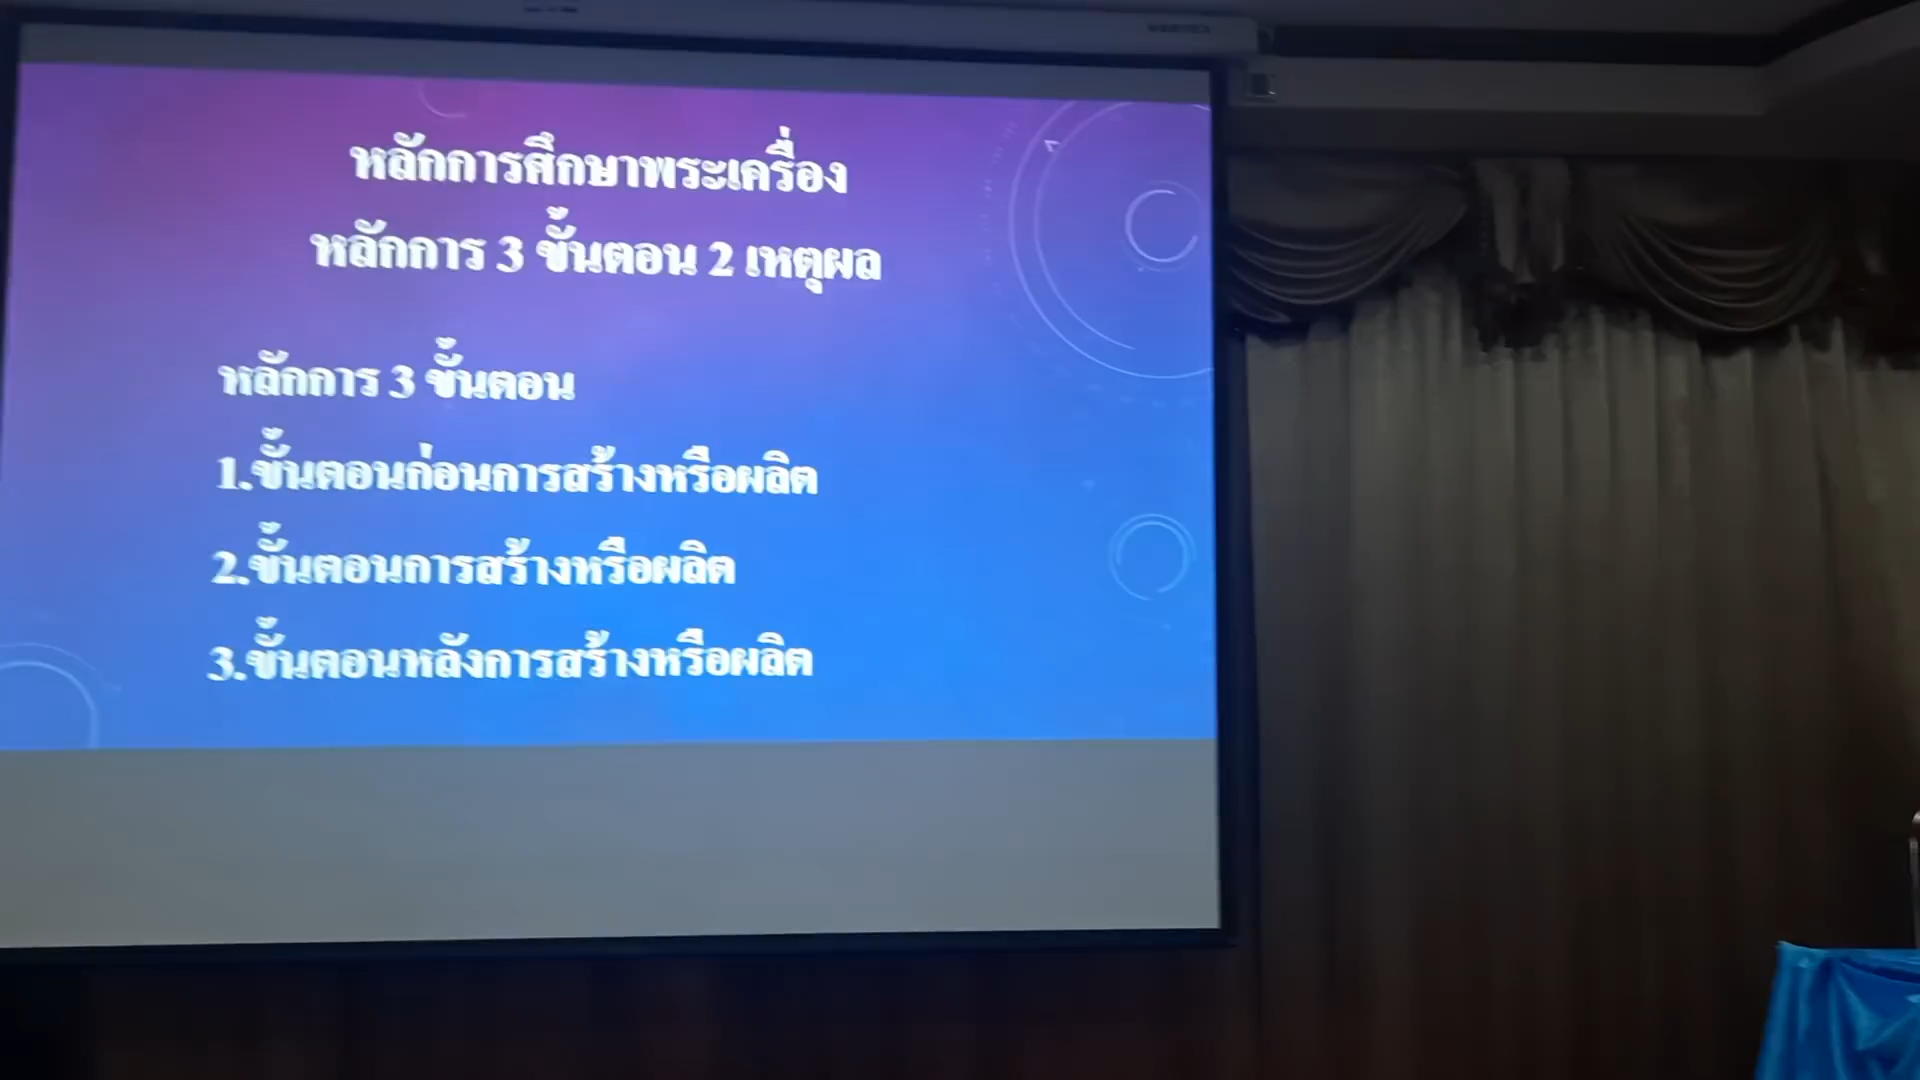 หลักการศึกษาพระเครื่อง
หลักการ 3 ขั้นตอน 2 เหตุผล
หลักการ 3 ขั้นตอน
1.ขั้นตอนก่อนการสร้างหรือผลิต
2.ขั้นตอนการสร้างหรือผลิต
3.ขั้นตอนหลังการสร้างหรือผลิต